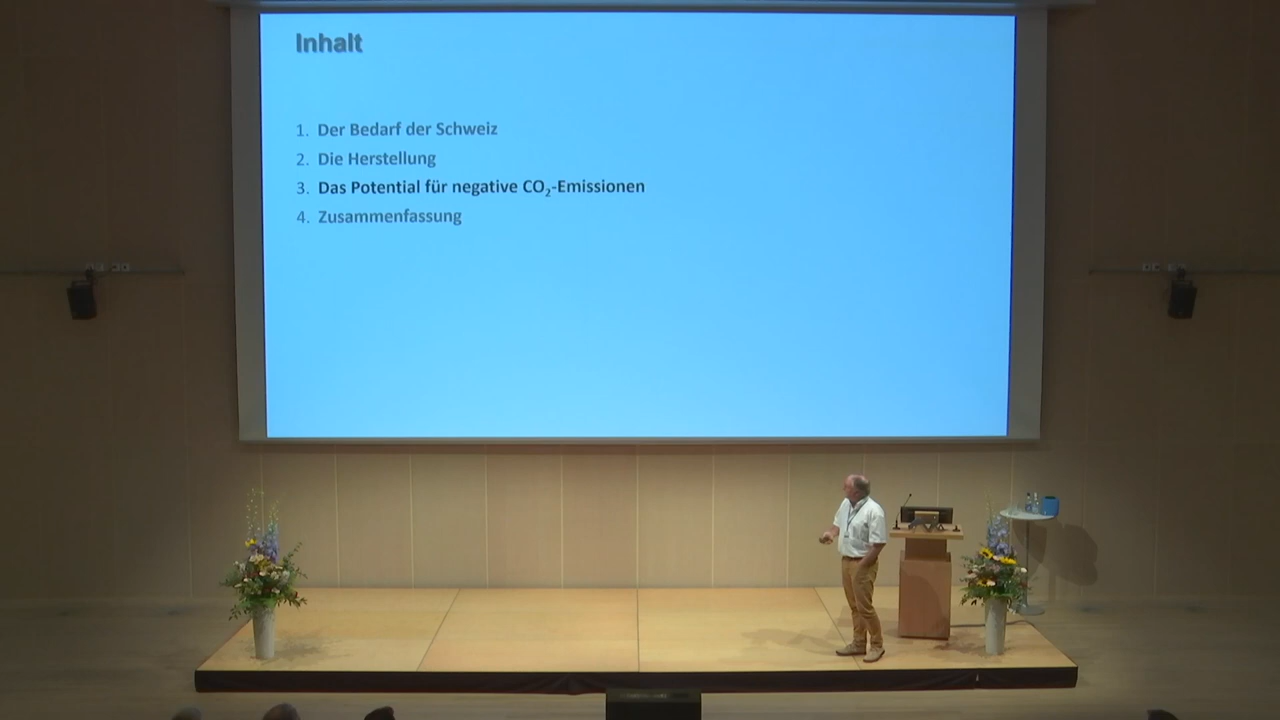 Inhalt
1. Der Bedarf der Schweiz
2. Die Herstellung
3. Das Potential für negative CO₂-Emissionen
4. Zusammenfassung